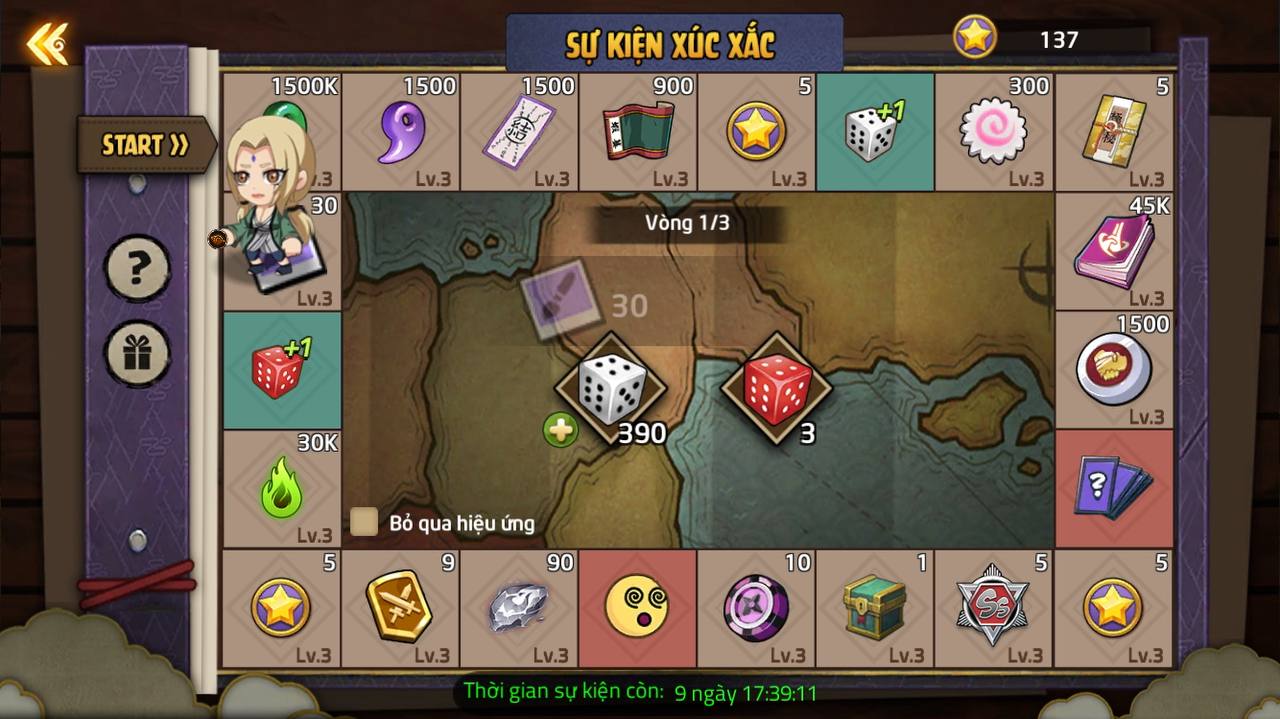 SỰ KIỆN XÚC XẮC
137
START »
1500K
1500
1500
900
5
+1
300
5
.3
Lv.3
Lv.3
Lv.3
Lv.3
Lv.3
Lv.3
30
Lv.3
Vòng 1/3
45K
Lv.3
?
30
+1
1500
Lv.3
390
3
30K
Lv.3
Bỏ qua hiệu ứng
?
5
9
90
10
1
5
5
SS
Lv.3
Lv.3
Lv.3
Lv.3
Lv.3
Lv.3
Lv.3
Thời gian sự kiện còn: 9 ngày 17:39:11